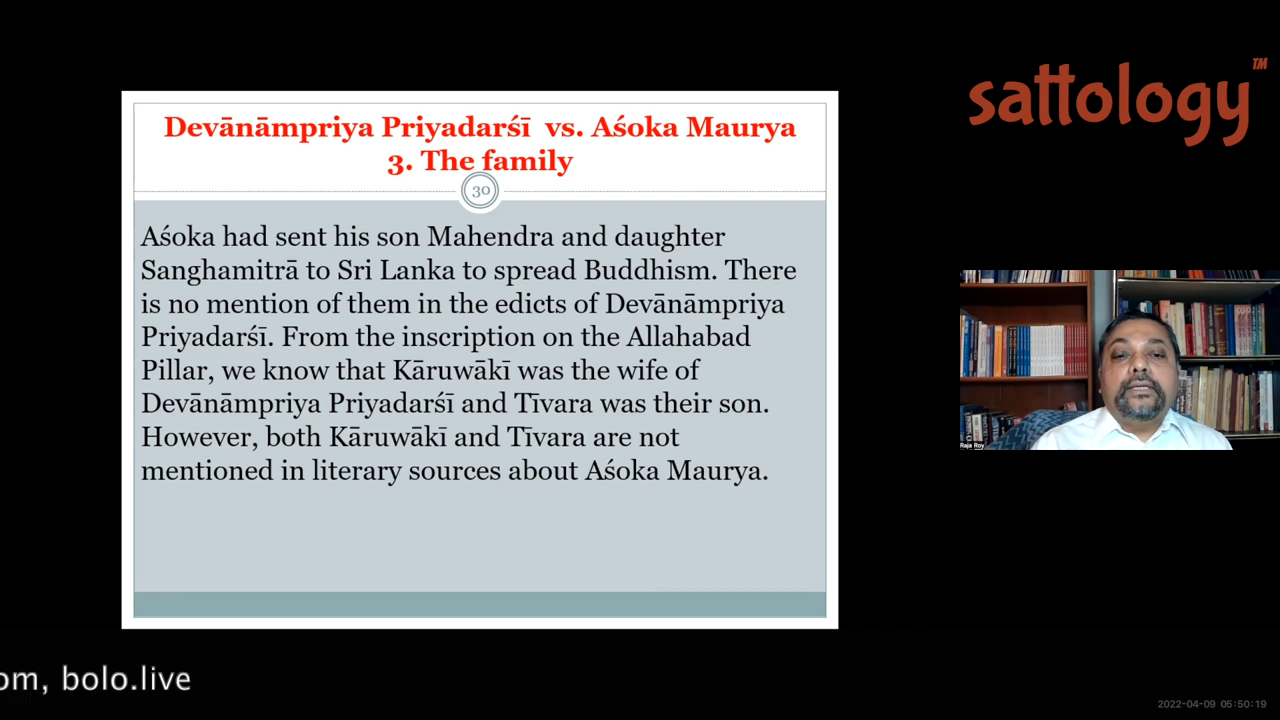 sattology™
Devānāmpriya Priyadarśī vs. Aśoka Maurya
3. The family
30
Aśoka had sent his son Mahendra and daughter
Sanghamitrā to Sri Lanka to spread Buddhism. There
is no mention of them in the edicts of Devānāmpriya
Priyadarśī. From the inscription on the Allahabad
Pillar, we know that Kāruwākī was the wife of
Devānāmpriya Priyadarśī and Tīvara was their son.
However, both Kāruwākī and Tīvara are not
mentioned in literary sources about Aśoka Maurya.
Raja Roy
om, bolo.live
2022-04-09 05:50:19